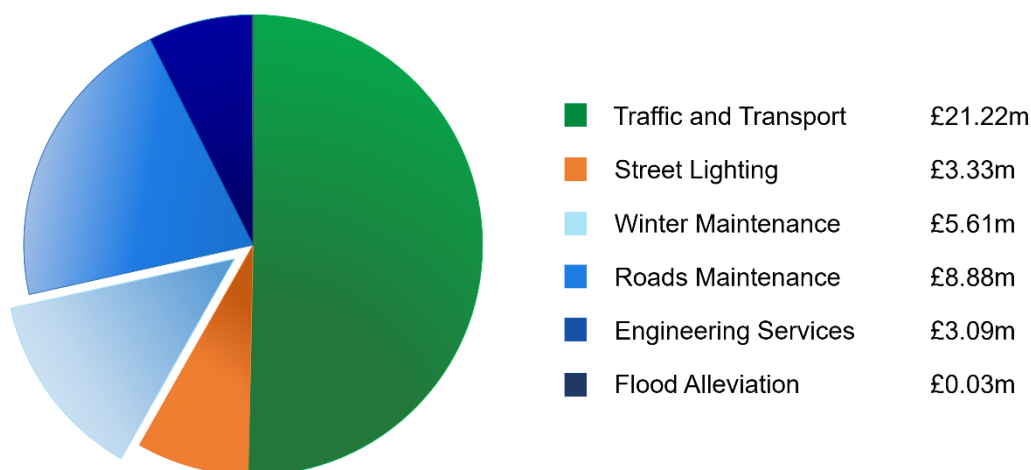 Traffic and Transport £21.22m
Street Lighting £3.33m
Winter Maintenance £5.61m
Roads Maintenance £8.88m
Engineering Services £3.09m
Flood Alleviation £0.03m